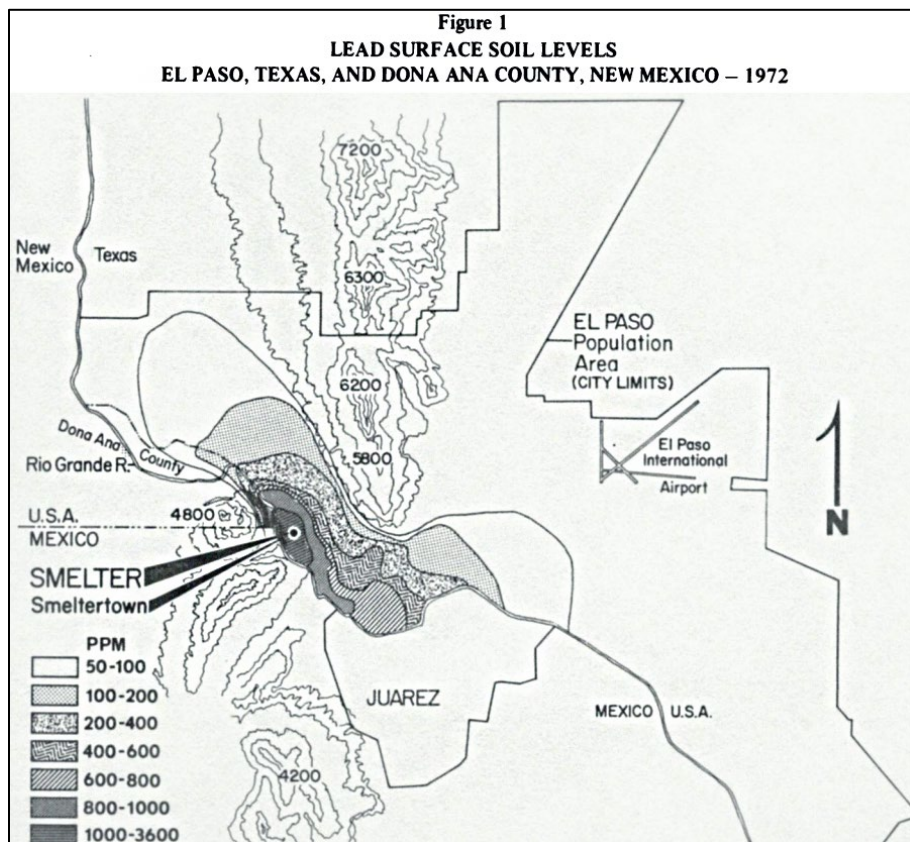 Figure 1
LEAD SURFACE SOIL LEVELS
EL PASO, TEXAS, AND DONA ANA COUNTY, NEW MEXICO – 1972
7200
New
Mexico
Texas
6300
EL PASO
Population
Area
(CITY LIMITS)
6200
Dona Ana County
El Paso
International
Airport
Rio Grande R.
5800
4800
U.S.A.
MEXICO
N
SMELTER
Smeltertown
PPM
50-100
100-200
200-400
400-600
600-800
800-1000
1000-3600
JUAREZ
MEXICO
U.S.A.
4200